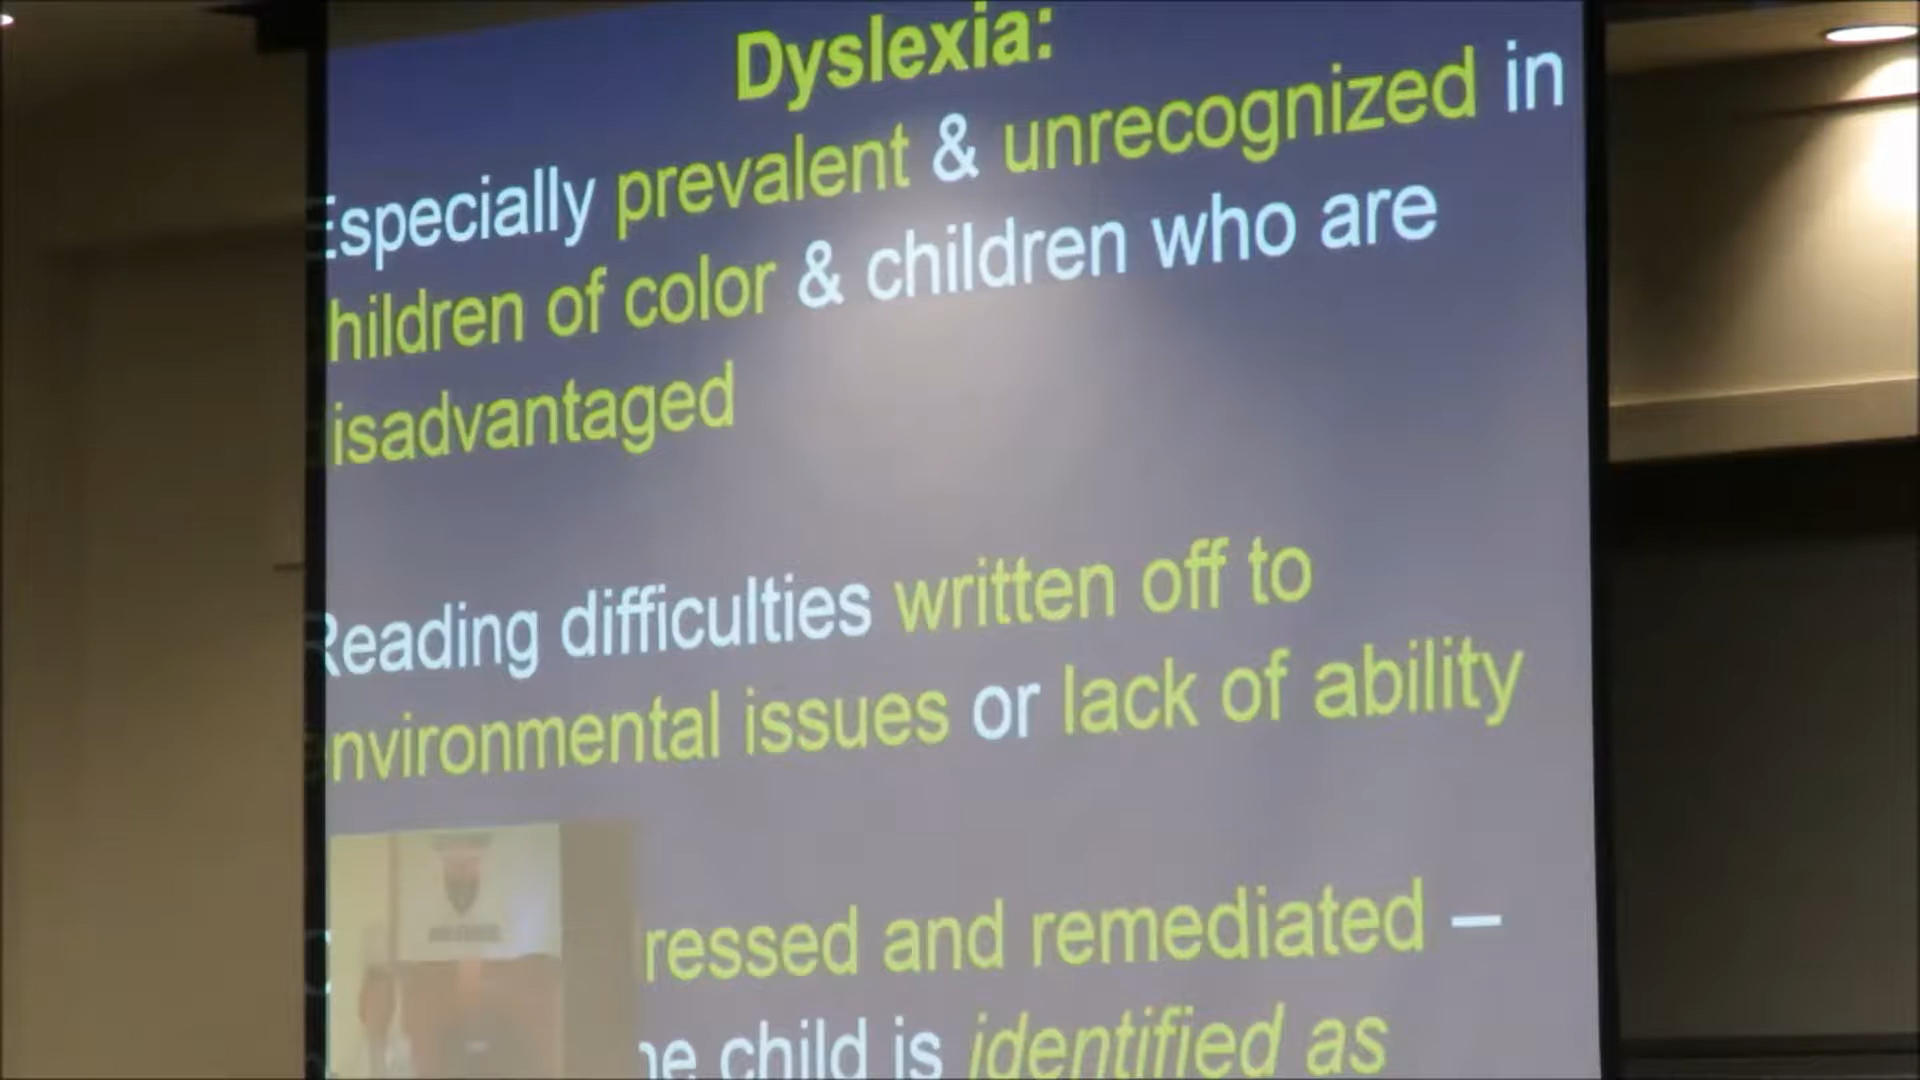 Dyslexia:
Especially prevalent & unrecognized in
hildren of color & children who are
isadvantaged
Reading difficulties written off to
nvironmental issues or lack of ability
ressed and remediated –
he child is identified as